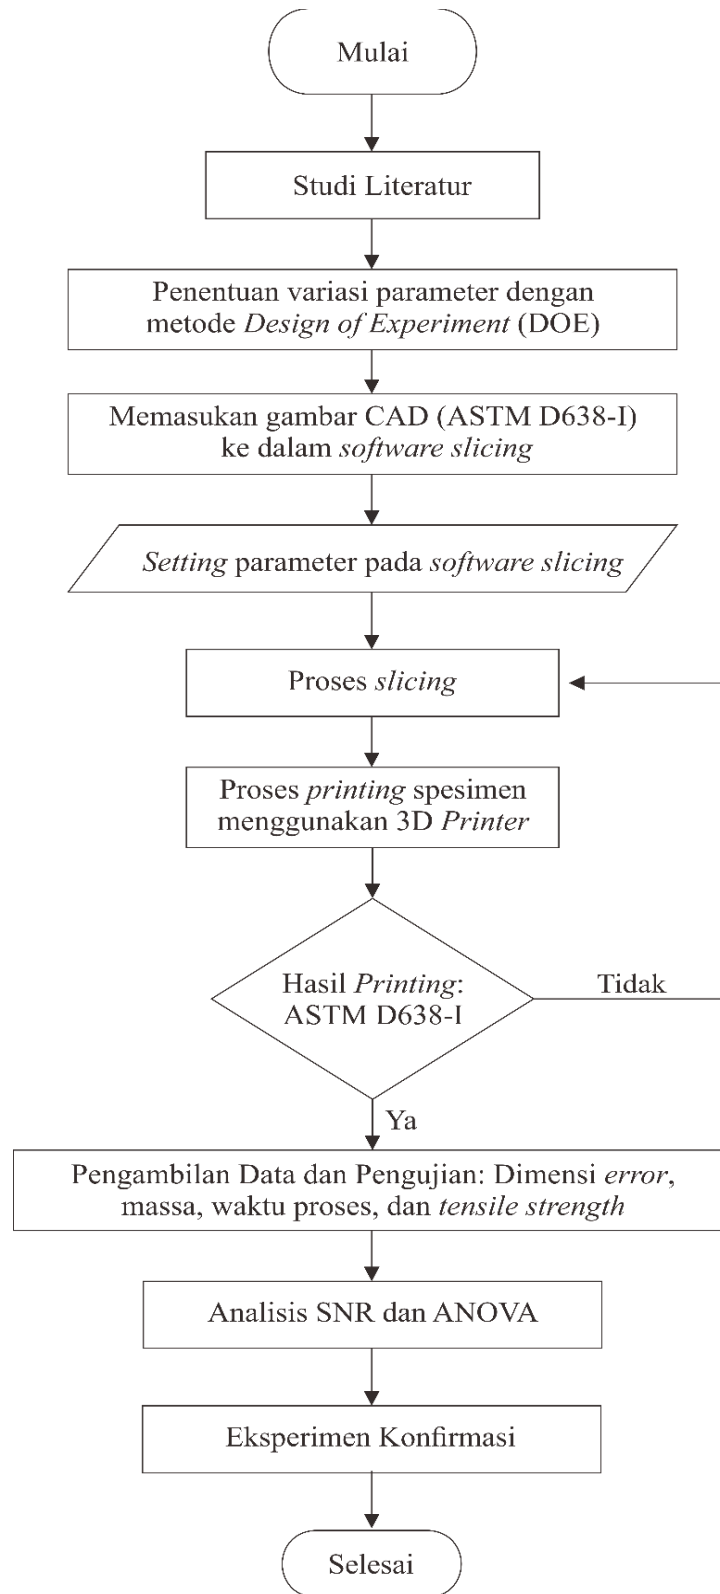 Mulai
Studi Literatur
Penentuan variasi parameter dengan
metode Design of Experiment (DOE)
Memasukan gambar CAD (ASTM D638-I)
ke dalam software slicing
Setting parameter pada software slicing
Proses slicing
Proses printing spesimen
menggunakan 3D Printer
Hasil Printing:
ASTM D638-I
Tidak
Ya
Pengambilan Data dan Pengujian: Dimensi error,
massa, waktu proses, dan tensile strength
Analisis SNR dan ANOVA
Eksperimen Konfirmasi
Selesai